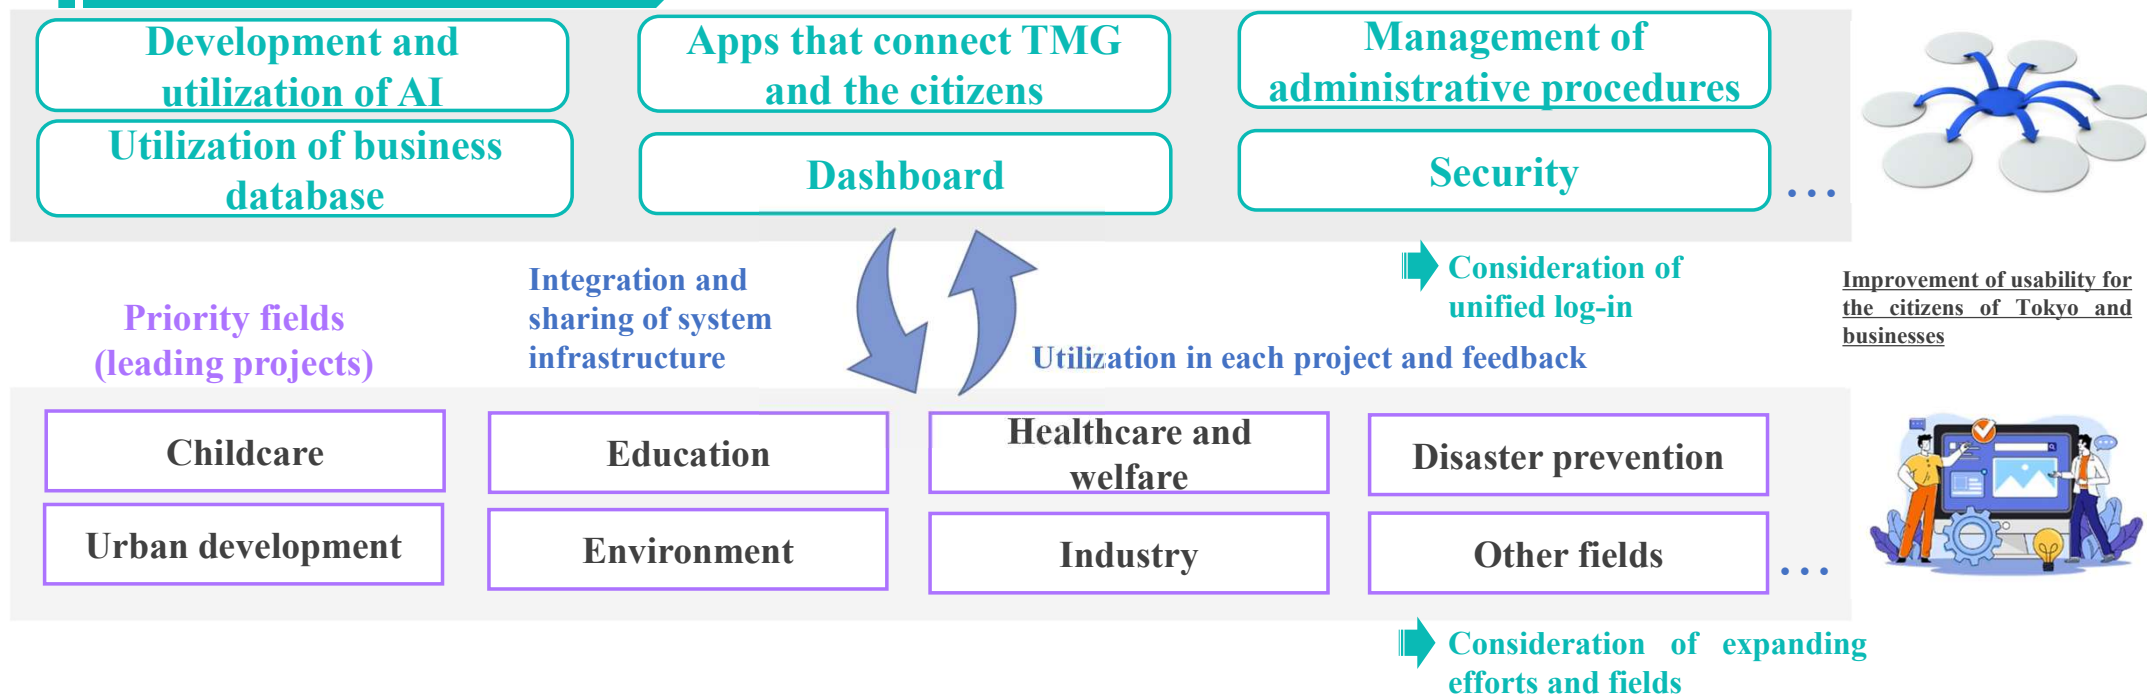 Development and
utilization of AI
Apps that connect TMG
and the citizens
Management of
administrative procedures
Utilization of business
database
Dashboard
Security
...
Integration and
sharing of system
infrastructure
Consideration of
unified log-in
Improvement of usability for
the citizens of Tokyo and
businesses
Priority fields
(leading projects)
Utilization in each project and feedback
Childcare
Education
Healthcare and
welfare
Disaster prevention
Urban development
Environment
Industry
Other fields
...
Consideration of expanding
efforts and fields